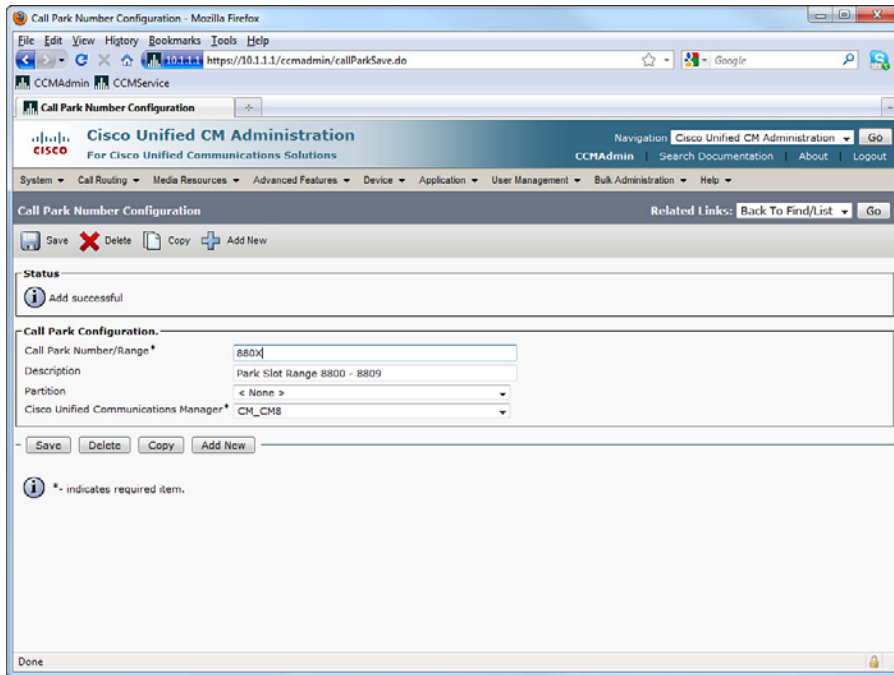 Call Park Number Configuration - Mozilla Firefox
File Edit View History Bookmarks Tools Help
10.1.1.1 https://10.1.1.1/ccmadmin/callParkSave.do Google
CCMAdmin CCMService
Call Park Number Configuration
CISCO Cisco Unified CM Administration
For Cisco Unified Communications Solutions
Navigation Cisco Unified CM Administration Go
CCMAdmin | Search Documentation | About | Logout
System Call Routing Media Resources Advanced Features Device Application User Management Bulk Administration Help
Call Park Number Configuration Related Links: Back To Find/List Go
Save Delete Copy Add New
Status
Add successful
Call Park Configuration.
Call Park Number/Range* 880X
Description Park Slot Range 8800 - 8809
Partition < None >
Cisco Unified Communications Manager* CM_CM8
Save Delete Copy Add New
*- indicates required item.
Done